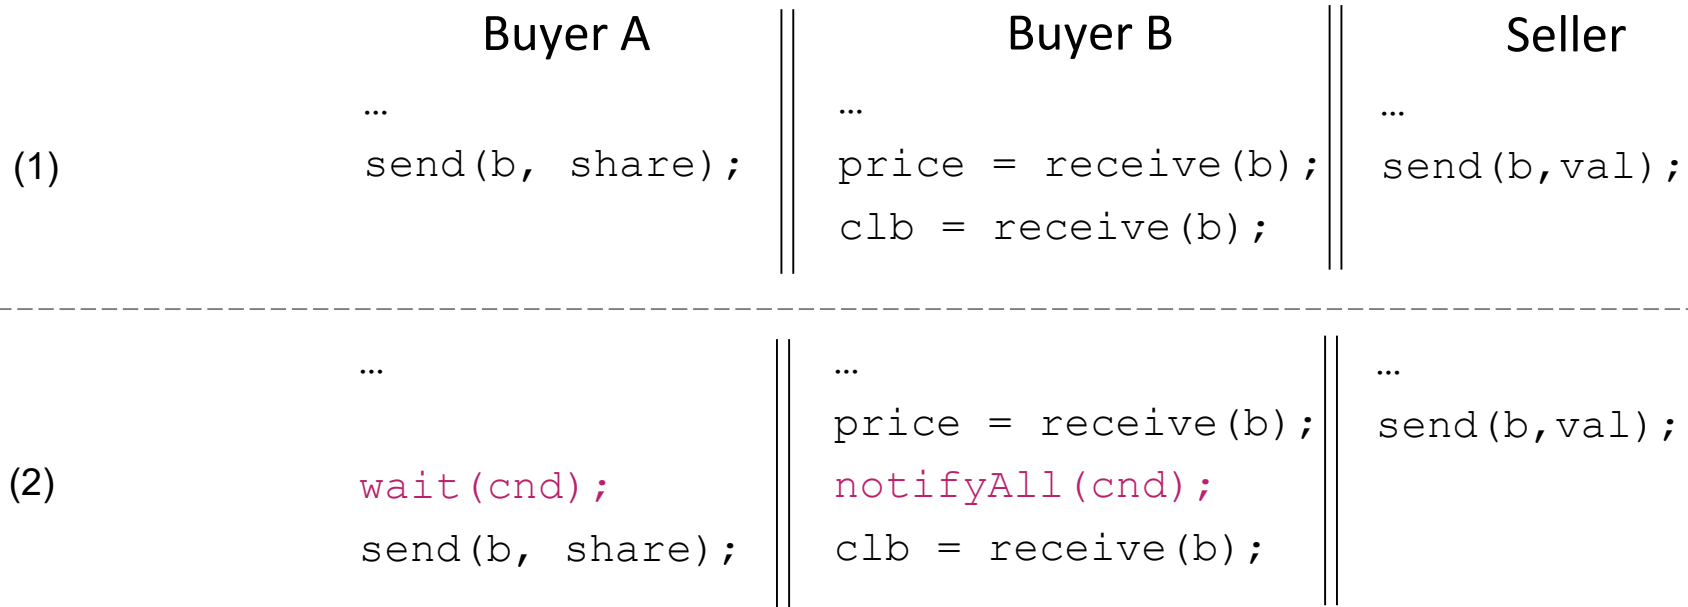 Buyer A Buyer B Seller
… … …
(1) send(b, share); price = receive(b); send(b,val);
clb = receive(b);
… … …
price = receive(b); send(b,val);
(2) wait(cnd); notifyAll(cnd);
send(b, share); clb = receive(b);